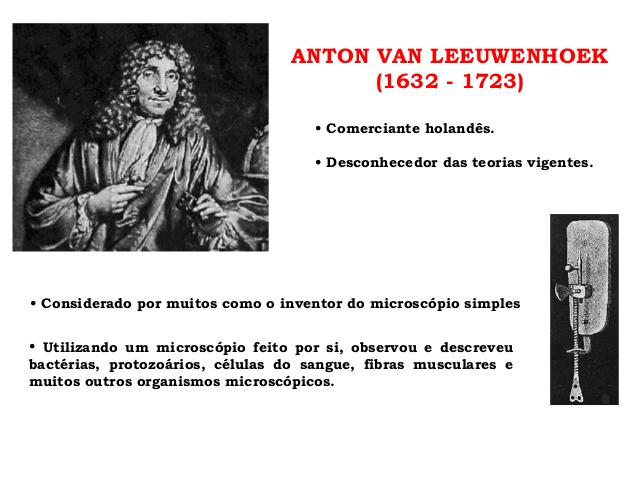 ANTON VAN LEEUWENHOEK
(1632 - 1723)
• Comerciante holandês.
• Desconhecedor das teorias vigentes.
• Considerado por muitos como o inventor do microscópio simples
• Utilizando um microscópio feito por si, observou e descreveu
bactérias, protozoários, células do sangue, fibras musculares e
muitos outros organismos microscópicos.